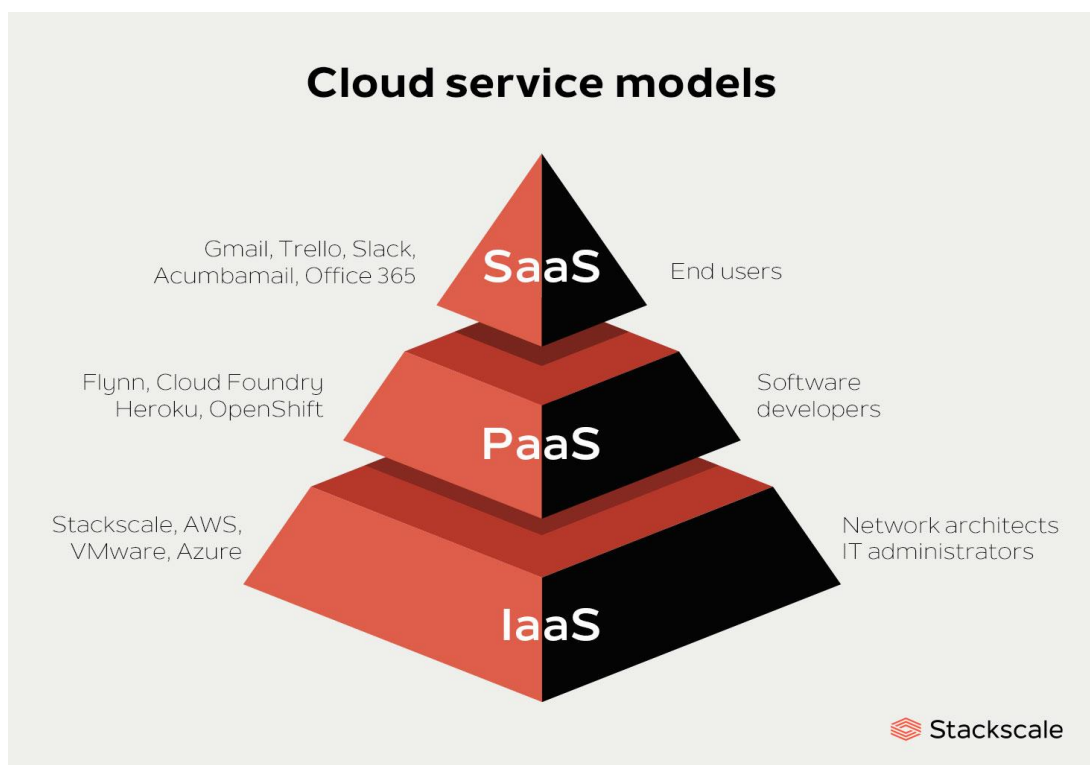 Cloud service models
Gmail, Trello, Slack,
Acumbamail, Office 365
SaaS
End users
Flynn, Cloud Foundry
Heroku, OpenShift
PaaS
Software
developers
Stackscale, AWS,
VMware, Azure
IaaS
Network architects
IT administrators
Stackscale